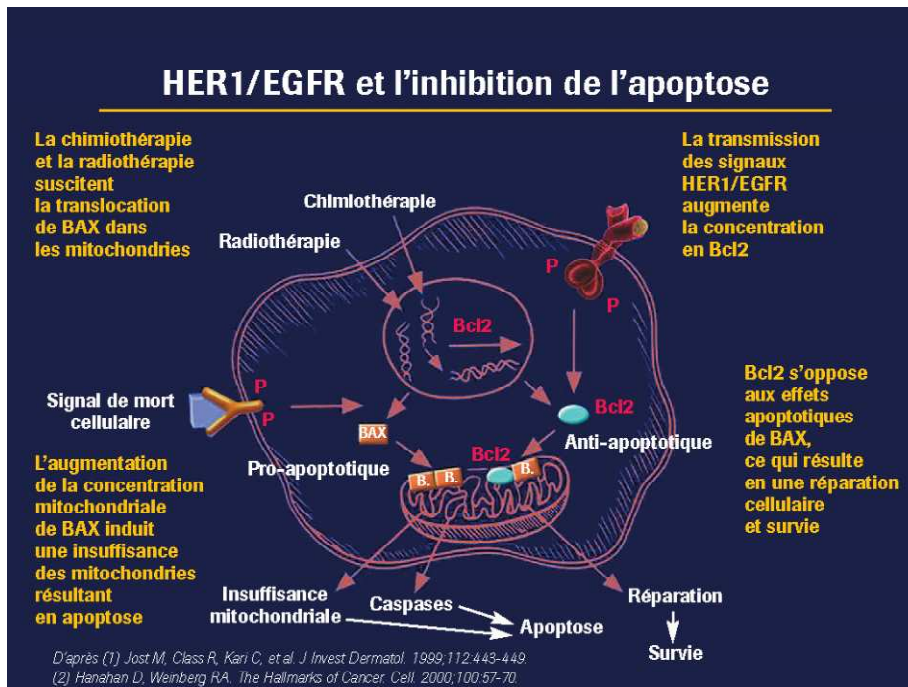 HER1/EGFR et l'inhibition de l'apoptose
La chimiothérapie
et la radiothérapie
suscitent
la translocation
de BAX dans
les mitochondries
La transmission
des signaux
HER1/EGFR
augmente
la concentration
en Bcl2
Chimiothérapie
Radiothérapie
P
P
Bcl2
Signal de mort
cellulaire
P
P
BAX
Pro-apoptotique
Bcl2
Anti-apoptotique
Bcl2
B.
B.
B.
Bcl2 s'oppose
aux effets
apoptotiques
de BAX,
ce qui résulte
en une réparation
cellulaire
et survie
L'augmentation
de la concentration
mitochondriale
de BAX induit
une insuffisance
des mitochondries
résultant
en apoptose
Insuffisance
mitochondriale
Caspases
Apoptose
Réparation
Survie
D'après (1) Jost M, Class R, Kari C, et al. J Invest Dermatol. 1999;112:443-449.
(2) Hanahan D, Weinberg RA. The Hallmarks of Cancer. Cell. 2000;100:57-70.